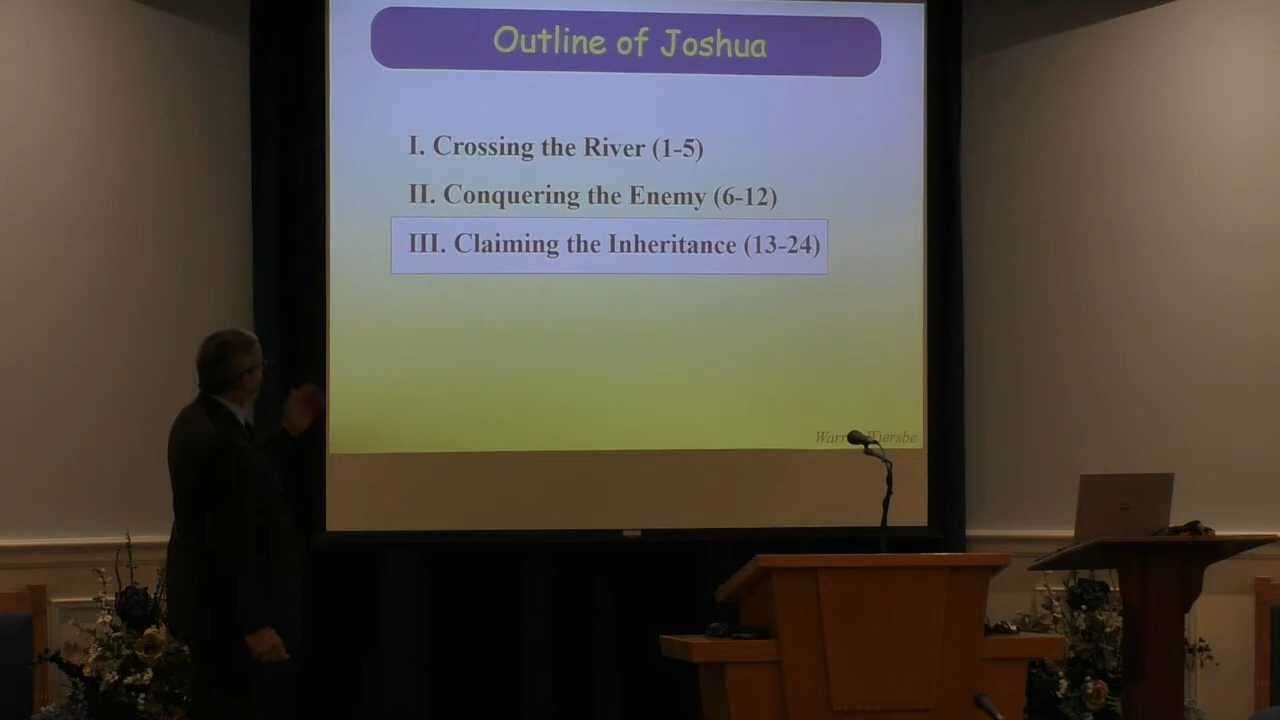 Outline of Joshua
I. Crossing the River (1-5)
II. Conquering the Enemy (6-12)
III. Claiming the Inheritance (13-24)
Wiersbe